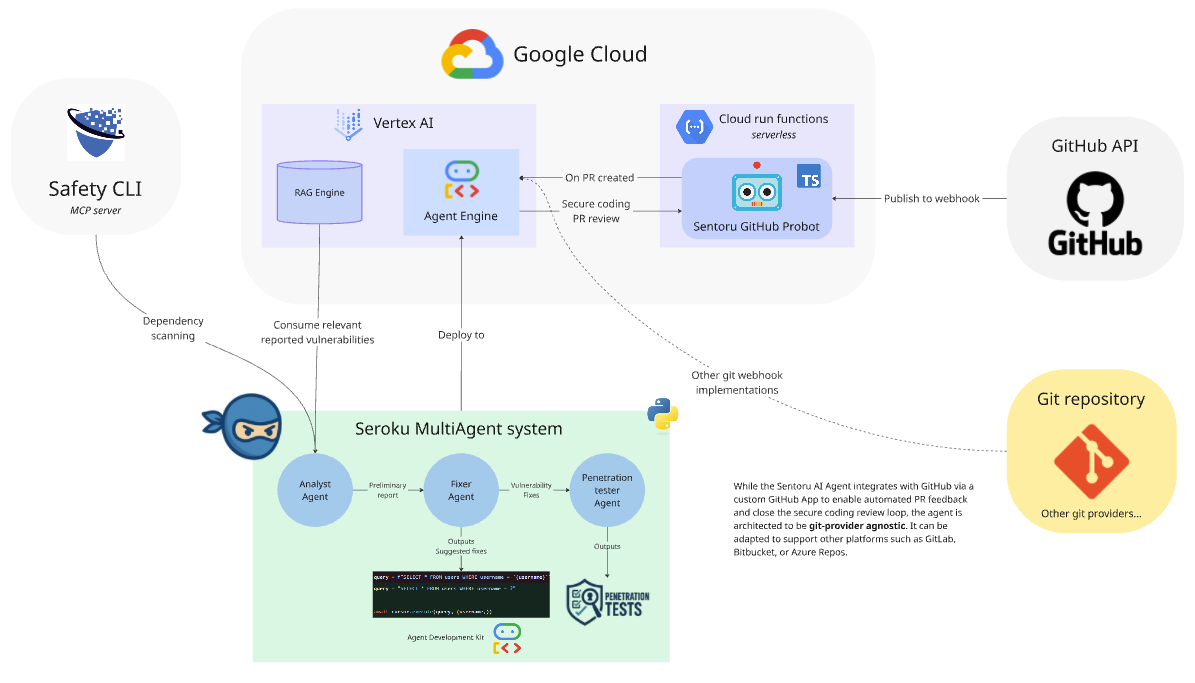 Google Cloud
Safety CLI
MCP server
Vertex AI
RAG Engine
Agent Engine
On PR created
Secure coding
PR review
Cloud run functions
serverless
TS
Sentoru GitHub Probot
Publish to webhook
GitHub API
GitHub
Dependency
scanning
Consume relevant
reported vulnerabilities
Deploy to
Other git webhook
implementations
Git repository
Other git providers...
Seroku MultiAgent system
Analyst
Agent
Preliminary
report
Fixer
Agent
Vulnerability
Fixes
Penetration
tester
Agent
Outputs
Suggested fixes
Outputs
query = f"SELECT * FROM users WHERE username = '{username}'"
query = "SELECT * FROM users WHERE username = ?"
await cursor.execute(query, (username,))
PENETRATION
TESTS
Agent Development Kit
While the Sentoru AI Agent integrates with GitHub via a
custom GitHub App to enable automated PR feedback
and close the secure coding review loop, the agent is
architected to be git-provider agnostic. It can be
adapted to support other platforms such as GitLab,
Bitbucket, or Azure Repos.